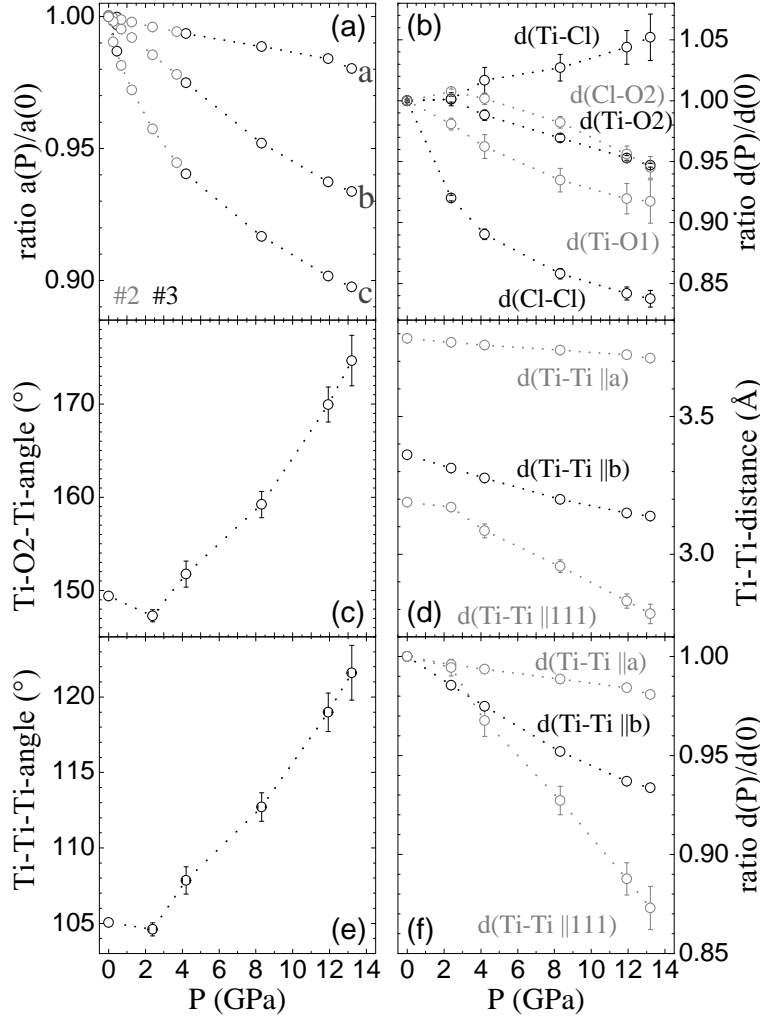 (a)
1.00
0.95
0.90
ratio a(P)/a(0)
a
b
c
#2 #3
(b)
1.05
1.00
0.95
0.90
0.85
ratio d(P)/d(0)
d(Ti-Cl)
d(Cl-O2)
d(Ti-O2)
d(Ti-O1)
d(Cl-Cl)
170
160
150
Ti-O2-Ti-angle (°)
(c)
d(Ti-Ti ||a)
d(Ti-Ti ||b)
d(Ti-Ti ||111)
(d)
3.5
3.0
Ti-Ti-distance (Å)
120
115
110
105
Ti-Ti-Ti-angle (°)
(e)
0 2 4 6 8 10 12 14
P (GPa)
d(Ti-Ti ||a)
d(Ti-Ti ||b)
d(Ti-Ti ||111)
(f)
1.00
0.95
0.90
0.85
ratio d(P)/d(0)
0 2 4 6 8 10 12 14
P (GPa)